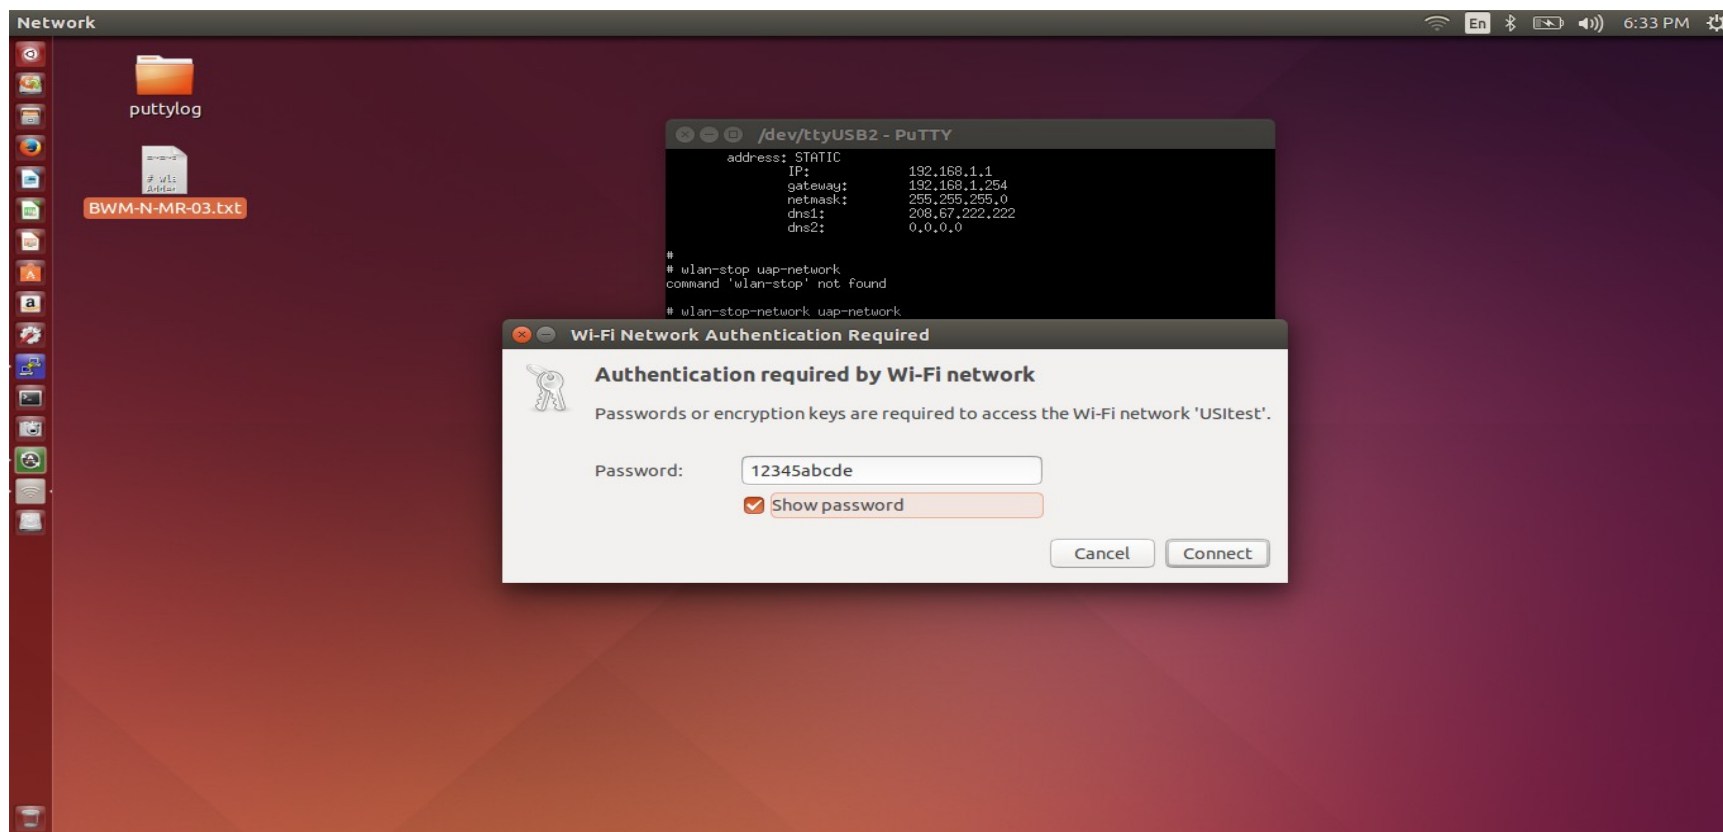 Network
En
6:33 PM
puttylog
BWM-N-MR-03.txt
/dev/ttyUSB2 - PuTTY
address: STATIC
IP: 192.168.1.1
gateway: 192.168.1.254
netmask: 255.255.255.0
dns1: 208.67.222.222
dns2: 0.0.0.0
#
# wlan-stop uap-network
command 'wlan-stop' not found
# wlan-stop-network uap-network
Wi-Fi Network Authentication Required
Authentication required by Wi-Fi network
Passwords or encryption keys are required to access the Wi-Fi network 'USItest'.
Password: 12345abcde
Show password
Cancel
Connect